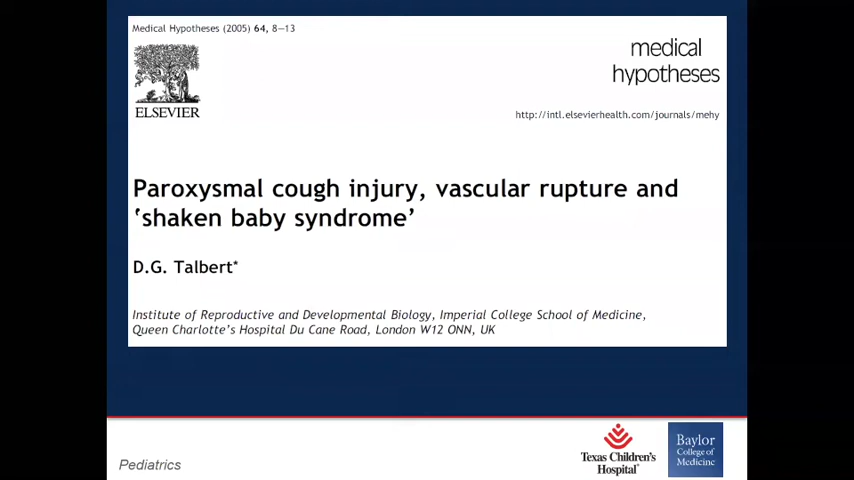 Medical Hypotheses (2005) 64, 8–13
ELSEVIER
medical
hypotheses
http://intl.elsevierhealth.com/journals/mehy
Paroxysmal cough injury, vascular rupture and
‘shaken baby syndrome’
D.G. Talbert*
Institute of Reproductive and Developmental Biology, Imperial College School of Medicine,
Queen Charlotte’s Hospital Du Cane Road, London W12 ONN, UK
Pediatrics
Texas Children's
Hospital®
Baylor
College of
Medicine